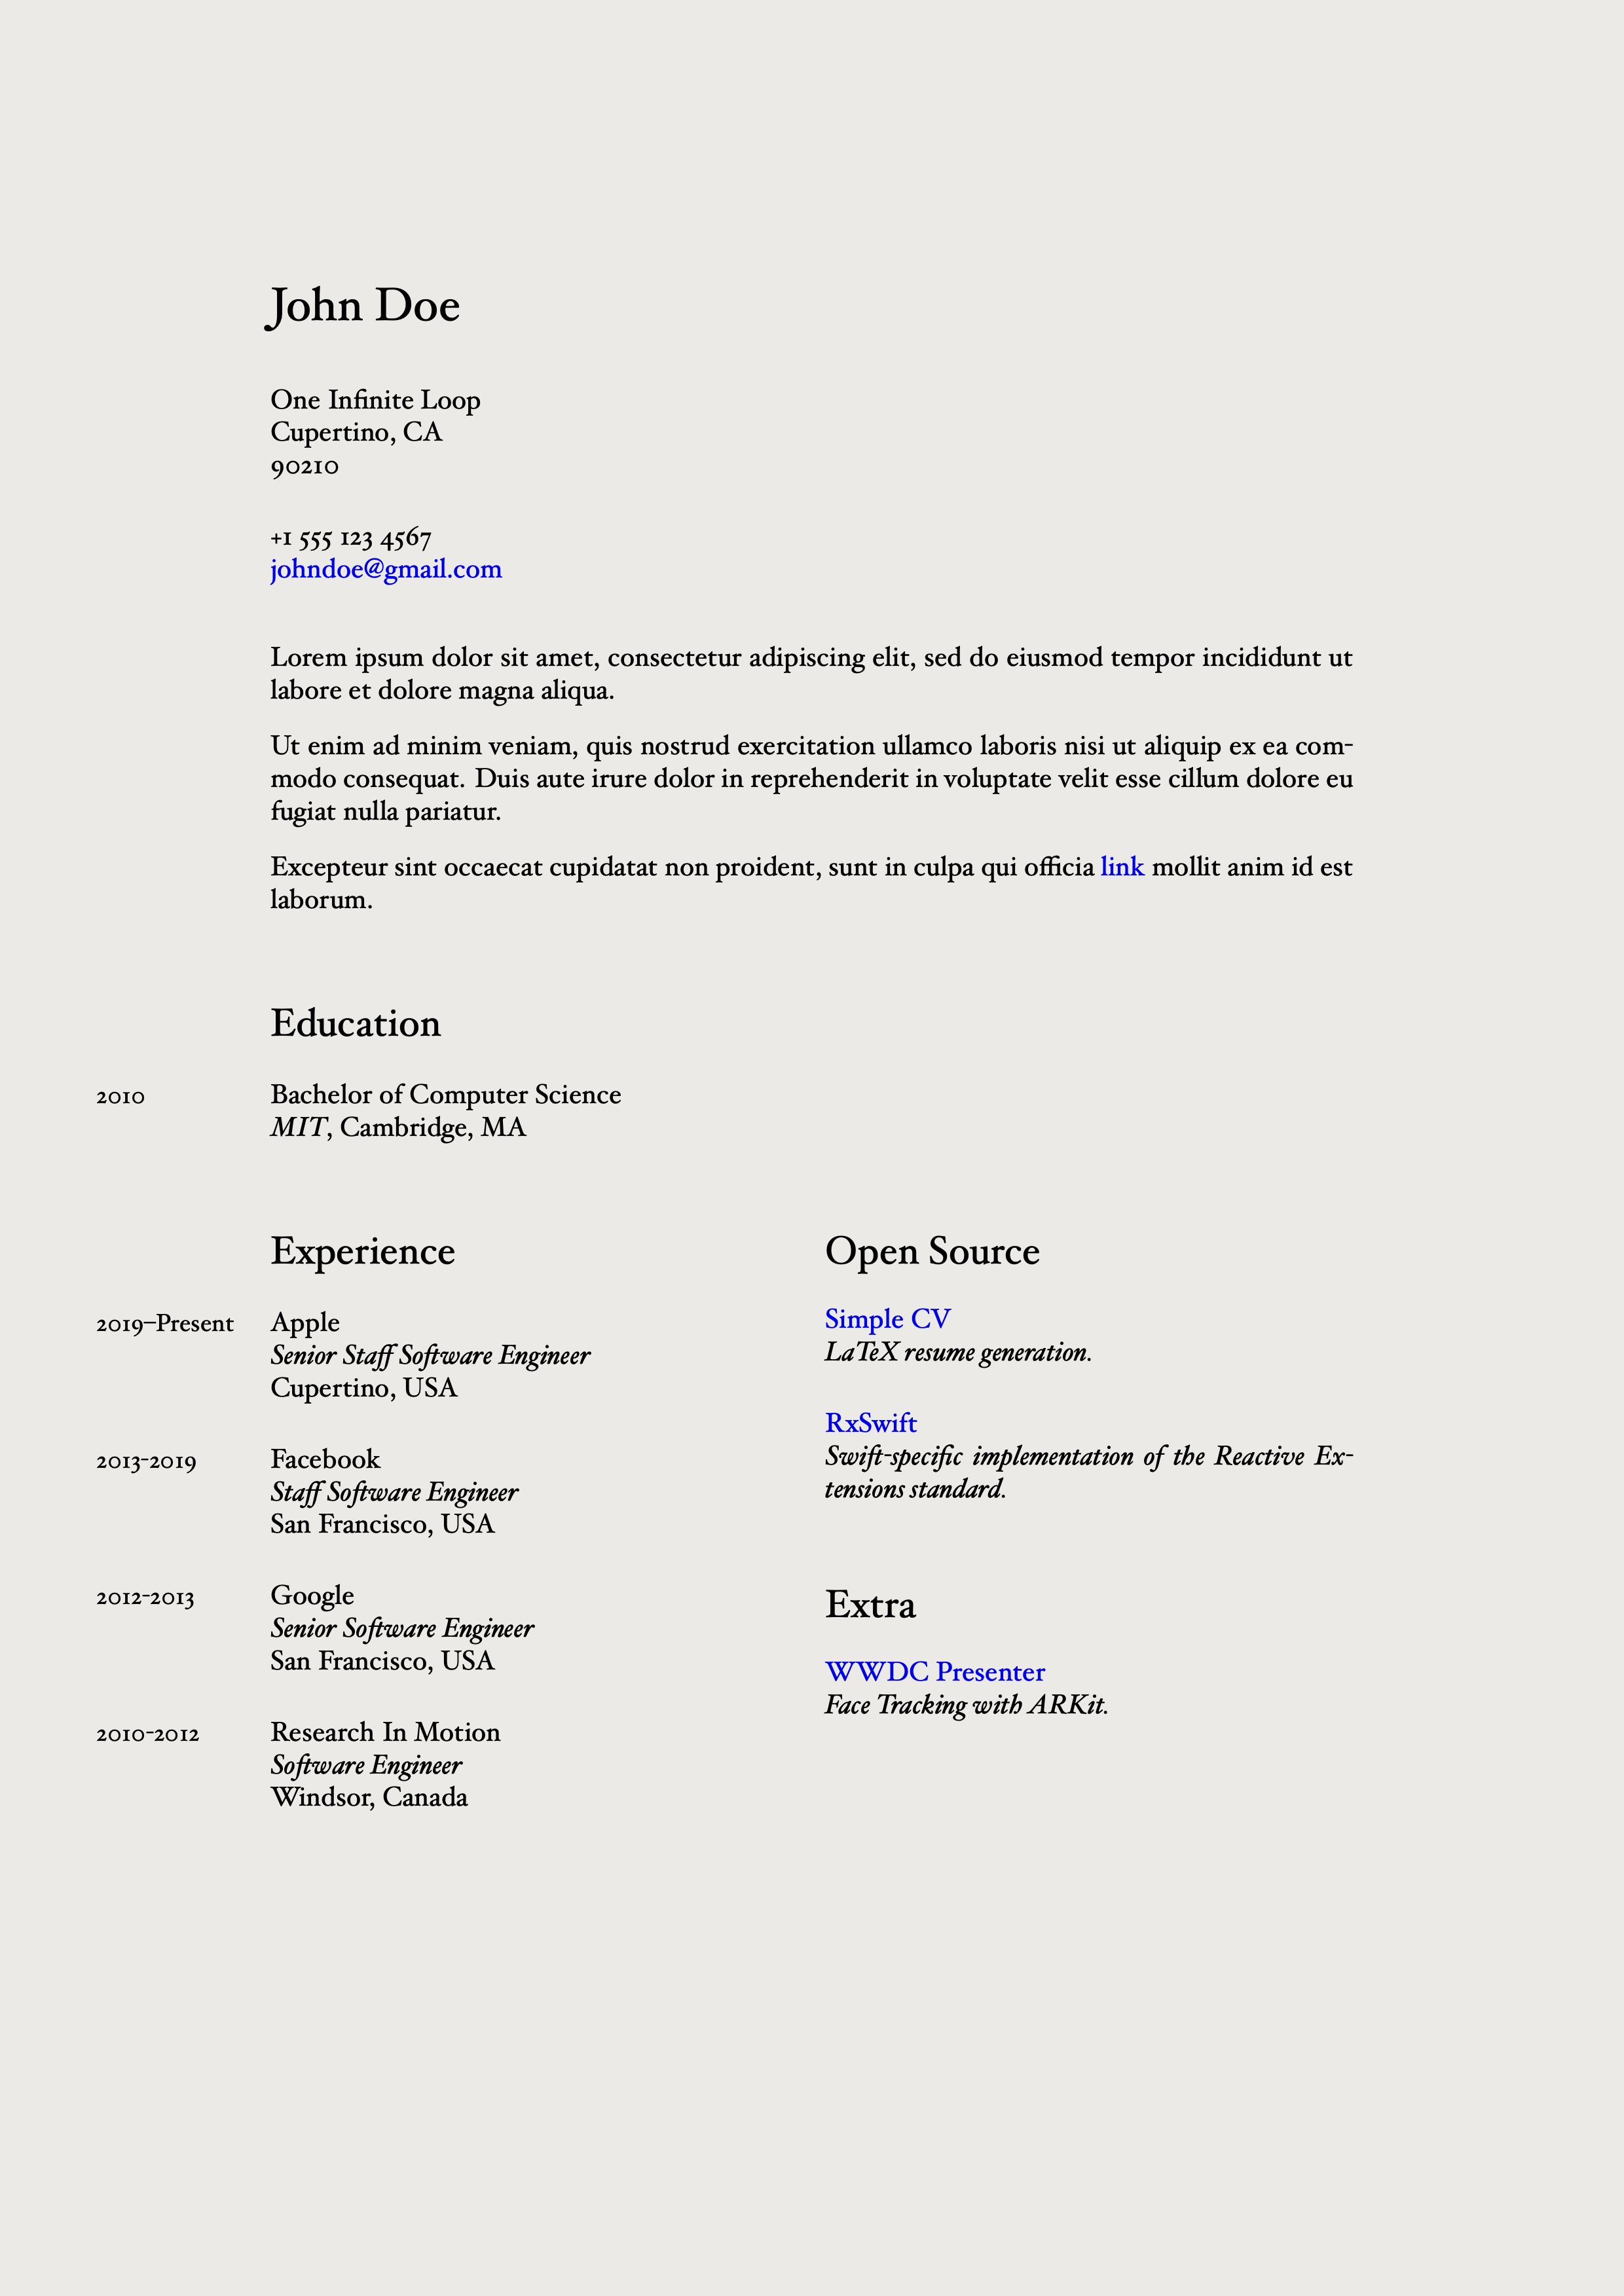 John Doe
One Infinite Loop
Cupertino, CA
90210
+1 555 123 4567
johndoe@gmail.com
Lorem ipsum dolor sit amet, consectetur adipiscing elit, sed do eiusmod tempor incididunt ut
labore et dolore magna aliqua.
Ut enim ad minim veniam, quis nostrud exercitation ullamco laboris nisi ut aliquip ex ea com-
modo consequat. Duis aute irure dolor in reprehenderit in voluptate velit esse cillum dolore eu
fugiat nulla pariatur.
Excepteur sint occaecat cupidatat non proident, sunt in culpa qui officia link mollit anim id est
laborum.
Education
2010 Bachelor of Computer Science
MIT, Cambridge, MA
Experience
2019–Present Apple
Senior Staff Software Engineer
Cupertino, USA
2013-2019 Facebook
Staff Software Engineer
San Francisco, USA
2012-2013 Google
Senior Software Engineer
San Francisco, USA
2010-2012 Research In Motion
Software Engineer
Windsor, Canada
Open Source
Simple CV
LaTeX resume generation.
RxSwift
Swift-specific implementation of the Reactive Ex-
tensions standard.
Extra
WWDC Presenter
Face Tracking with ARKit.